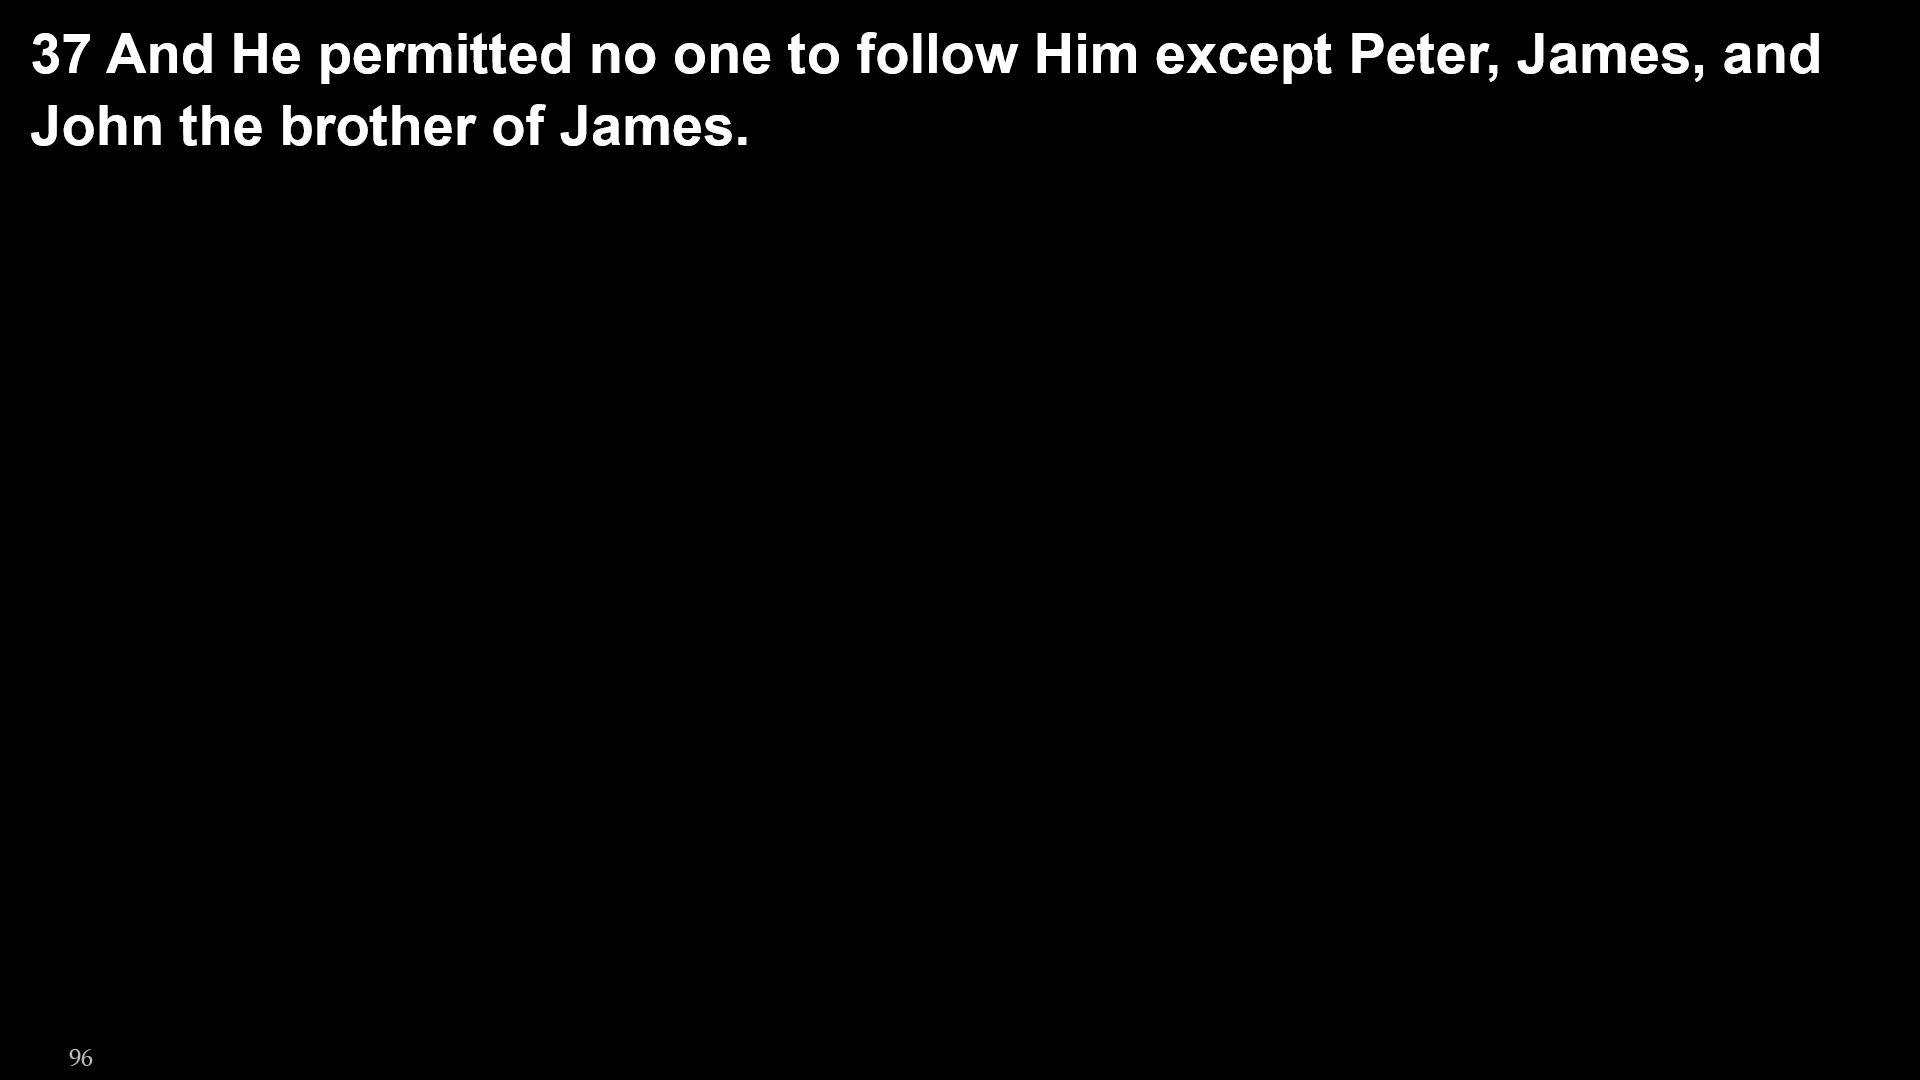 37 And He permitted no one to follow Him except Peter, James, and
John the brother of James.
96